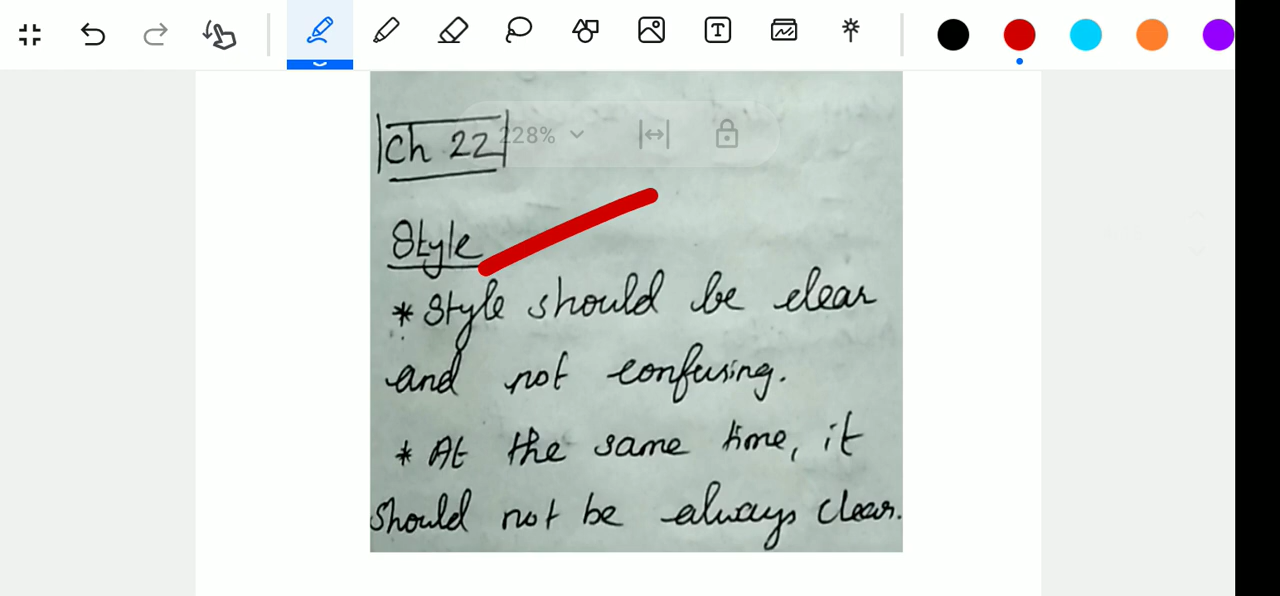 228%
Ch 22
Style
* Style should be clear
and not confusing.
* At the same time, it
should not be always clear.